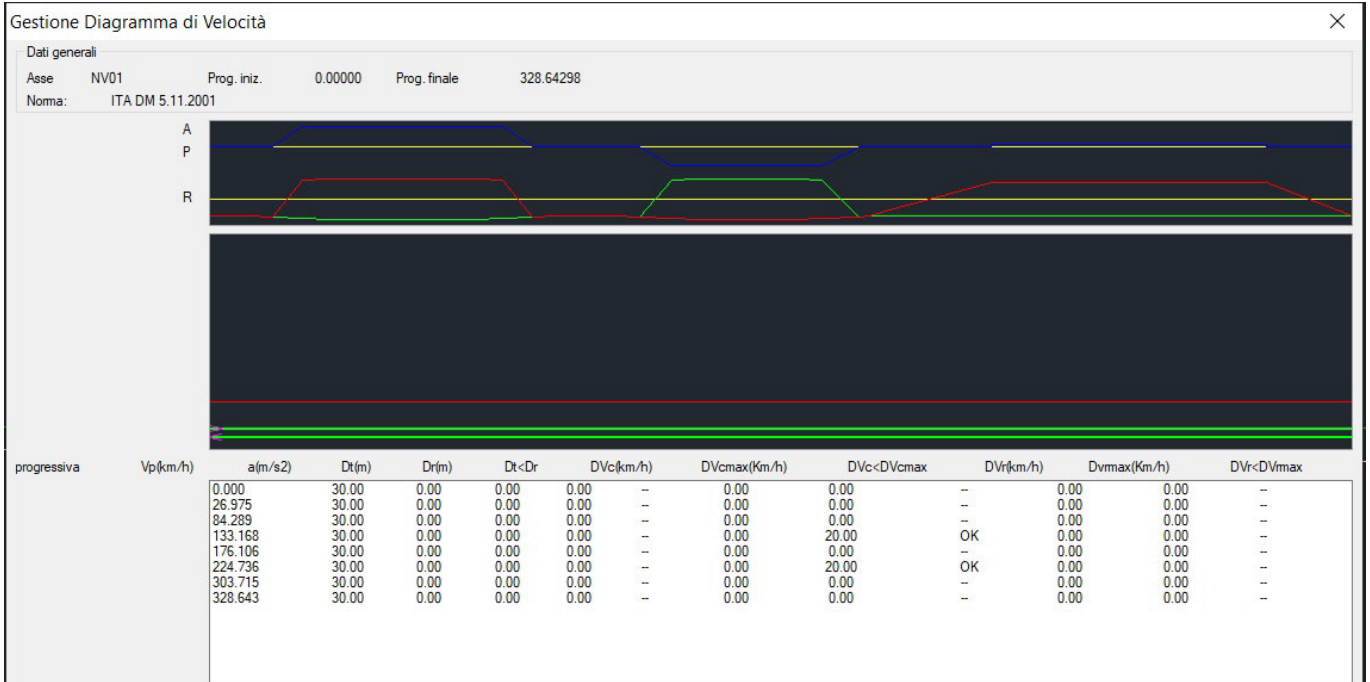 Gestione Diagramma di Velocità
Dati generali
Asse NV01 Prog. iniz. 0.00000 Prog. finale 328.64298
Norma: ITA DM 5.11.2001
A
P
R
progressiva Vp(km/h) a(m/s2) Dt(m) Dr(m) Dt<Dr DVc(km/h) DVcmax(Km/h) DVc<DVcmax DVr(km/h) Dvrmax(Km/h) DVr<DVmax
0.000 30.00 0.00 0.00 0.00 -- 0.00 0.00 -- 0.00 0.00 --
26.975 30.00 0.00 0.00 0.00 -- 0.00 0.00 -- 0.00 0.00 --
84.289 30.00 0.00 0.00 0.00 -- 0.00 0.00 -- 0.00 0.00 --
133.168 30.00 0.00 0.00 0.00 -- 0.00 20.00 OK 0.00 0.00 --
176.106 30.00 0.00 0.00 0.00 -- 0.00 0.00 -- 0.00 0.00 --
224.736 30.00 0.00 0.00 0.00 -- 0.00 20.00 OK 0.00 0.00 --
303.715 30.00 0.00 0.00 0.00 -- 0.00 0.00 -- 0.00 0.00 --
328.643 30.00 0.00 0.00 0.00 -- 0.00 0.00 -- 0.00 0.00 --